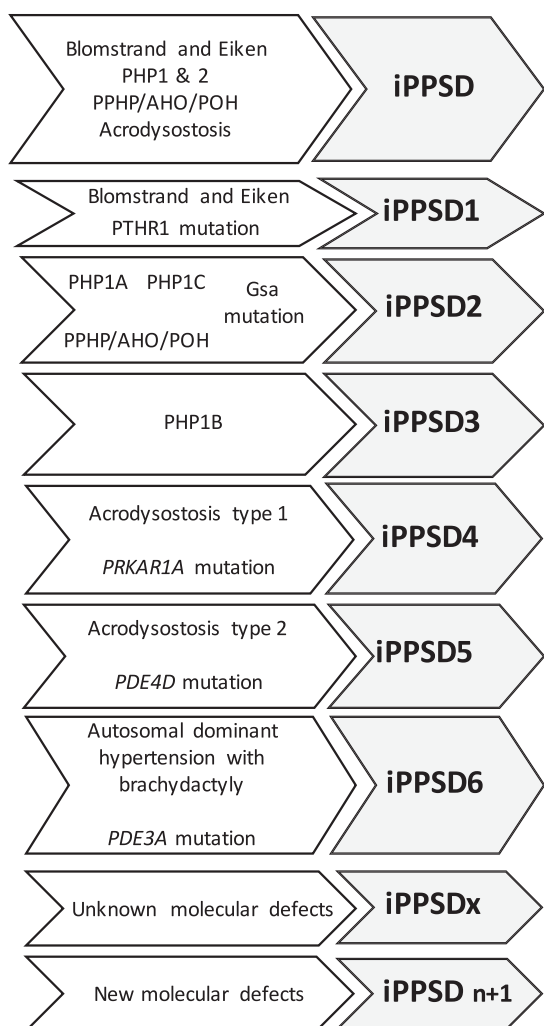 Blomstrand and Eiken
PHP1 & 2
PPHP/AHO/POH
Acrodysostosis
iPPSD
Blomstrand and Eiken
PTHR1 mutation
iPPSD1
PHP1A PHP1C
Gsa
mutation
PPHP/AHO/POH
iPPSD2
PHP1B
iPPSD3
Acrodysostosis type 1
PRKAR1A mutation
iPPSD4
Acrodysostosis type 2
PDE4D mutation
iPPSD5
Autosomal dominant
hypertension with
brachydactyly
PDE3A mutation
iPPSD6
Unknown molecular defects
iPPSDx
New molecular defects
iPPSD n+1